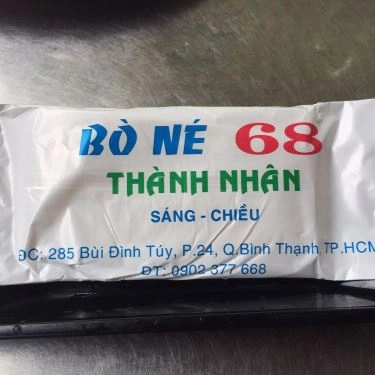 BÒ NÉ 68
THÀNH NHÂN
SÁNG - CHIỀU
ĐC: 285 Bùi Đình Túy, P.24, Q.Bình Thạnh TP.HCM
ĐT: 0902 377 668